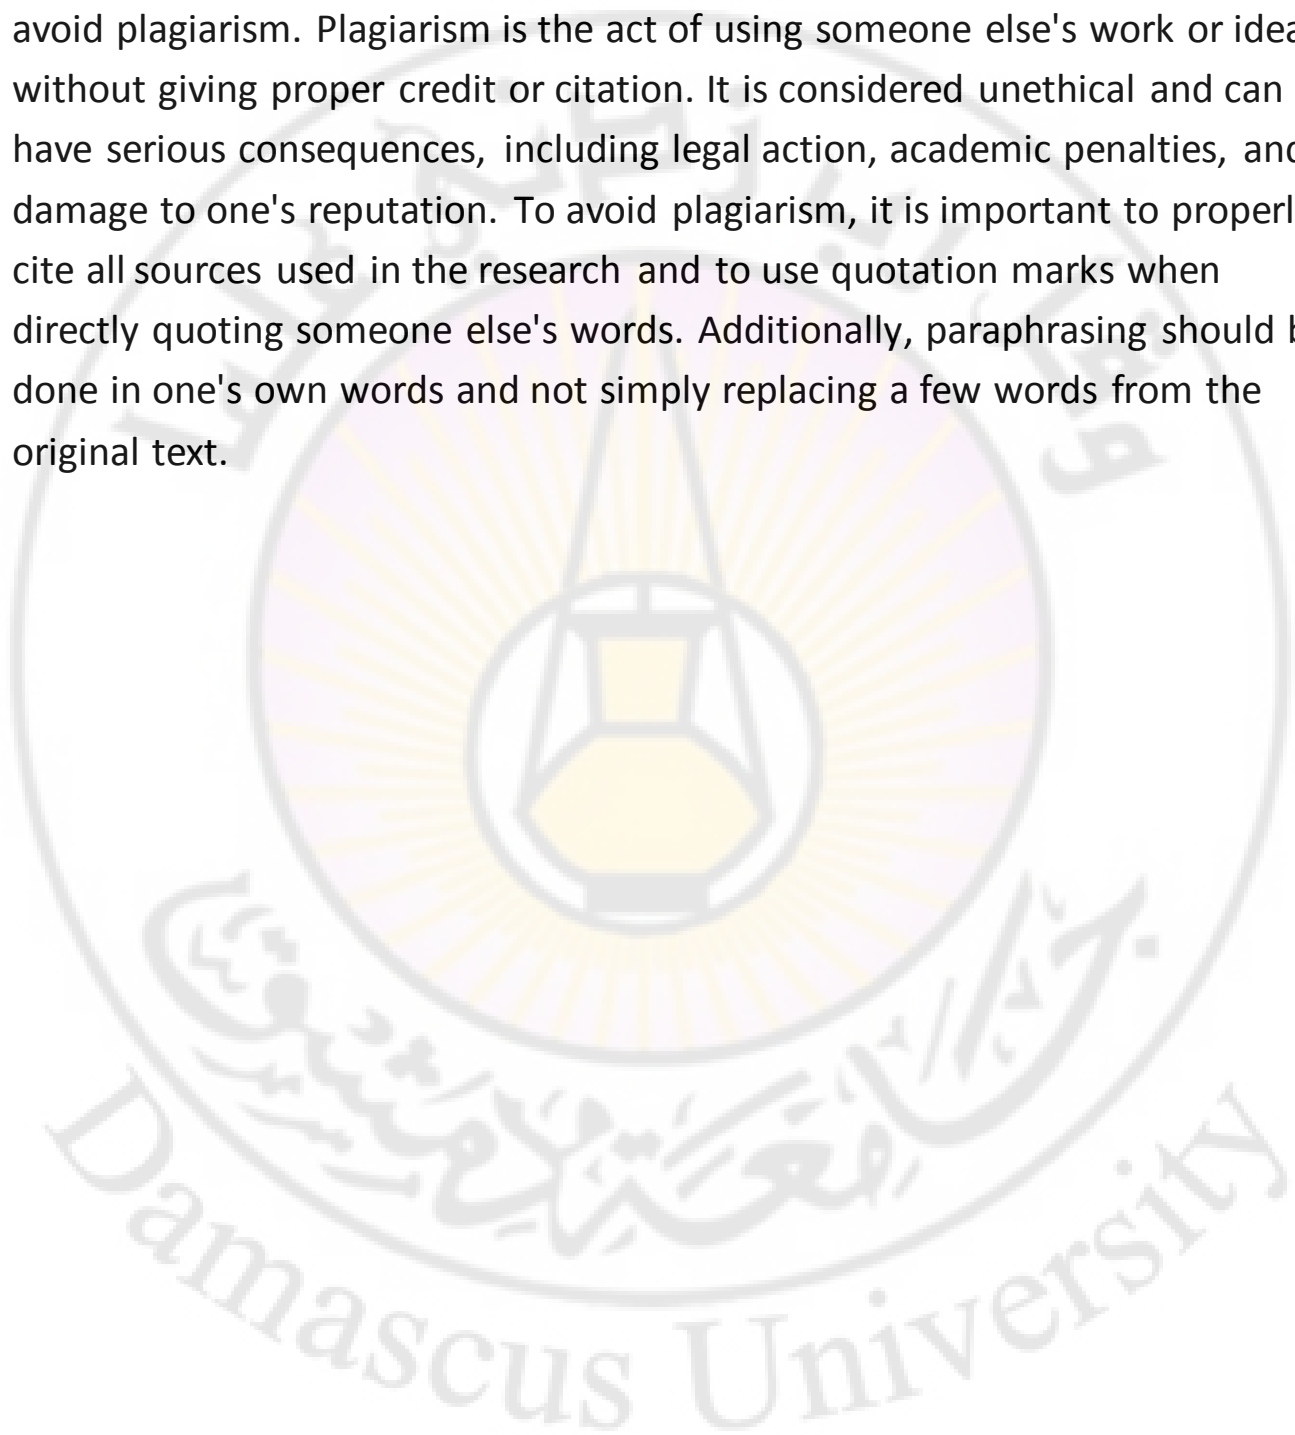 avoid plagiarism. Plagiarism is the act of using someone else's work or idea
without giving proper credit or citation. It is considered unethical and can
have serious consequences, including legal action, academic penalties, and
damage to one's reputation. To avoid plagiarism, it is important to properl
cite all sources used in the research and to use quotation marks when
directly quoting someone else's words. Additionally, paraphrasing should b
done in one's own words and not simply replacing a few words from the
original text.
وقل رب زدني علما
جامعة دمشق
Damascus University